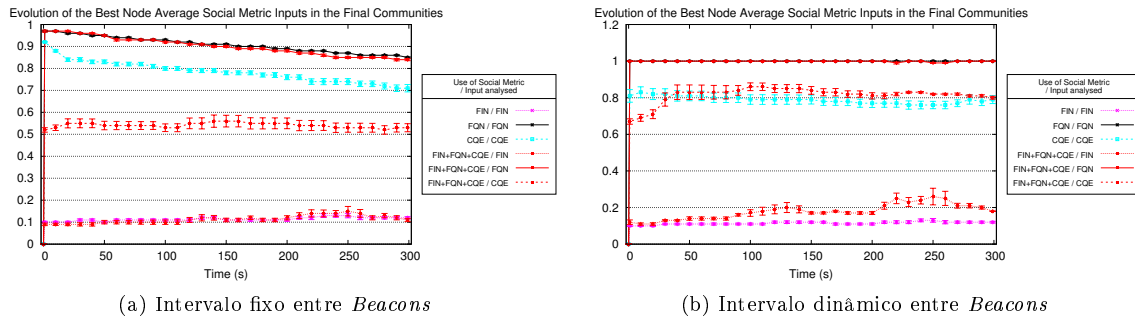 Evolution of the Best Node Average Social Metric Inputs in the Final Communities
1
0.9
0.8
0.7
0.6
0.5
0.4
0.3
0.2
0.1
0
0 50 100 150 200 250 300
Time (s)
Use of Social Metric
/ Input analysed
FIN / FIN
FQN / FQN
CQE / CQE
FIN+FQN+CQE / FIN
FIN+FQN+CQE / FQN
FIN+FQN+CQE / CQE
(a) Intervalo fixo entre Beacons
Evolution of the Best Node Average Social Metric Inputs in the Final Communities
1.2
1
0.8
0.6
0.4
0.2
0
0 50 100 150 200 250 300
Time (s)
Use of Social Metric
/ Input analysed
FIN / FIN
FQN / FQN
CQE / CQE
FIN+FQN+CQE / FIN
FIN+FQN+CQE / FQN
FIN+FQN+CQE / CQE
(b) Intervalo dinâmico entre Beacons